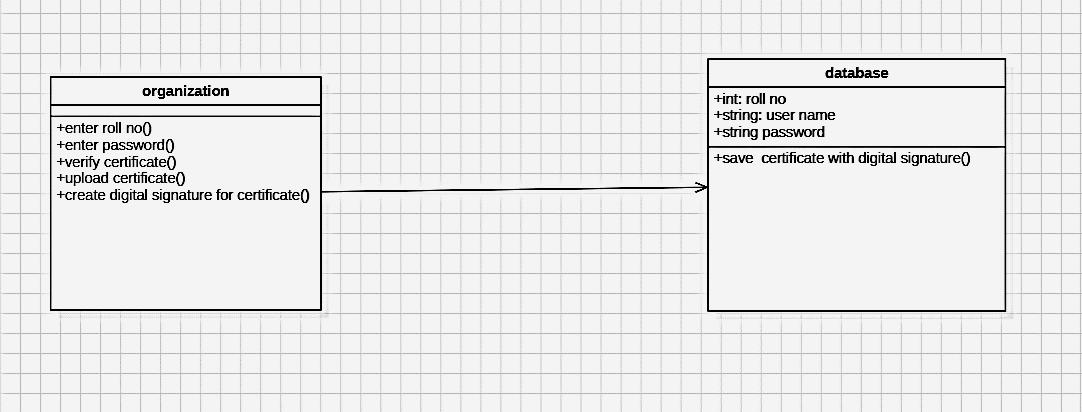 organization
+enter roll no()
+enter password()
+verify certificate()
+upload certificate()
+create digital signature for certificate()
database
+int: roll no
+string: user name
+string password
+save  certificate with digital signature()